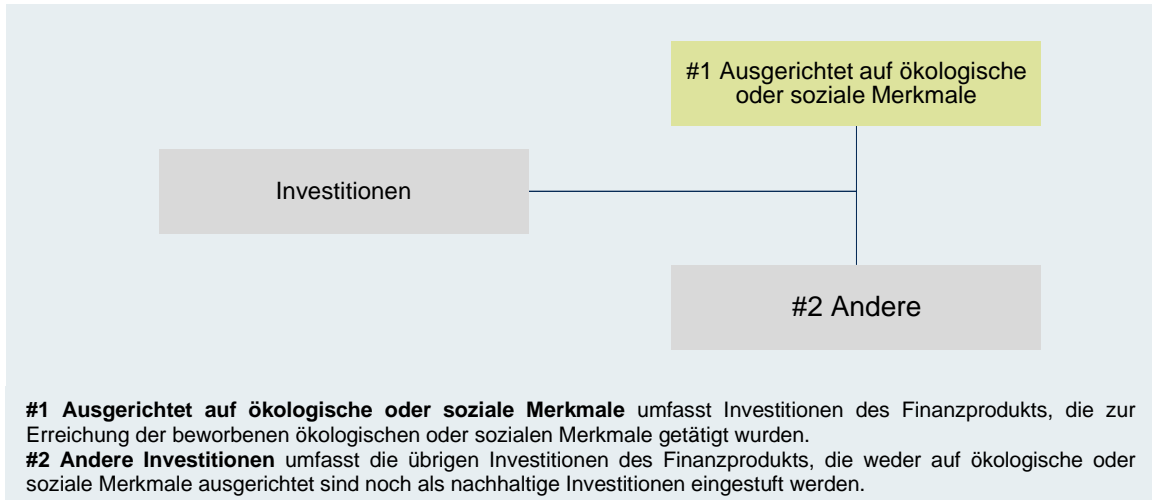 #1 Ausgerichtet auf ökologische
oder soziale Merkmale
Investitionen
#2 Andere
#1 Ausgerichtet auf ökologische oder soziale Merkmale umfasst Investitionen des Finanzprodukts, die zur
Erreichung der beworbenen ökologischen oder sozialen Merkmale getätigt wurden.
#2 Andere Investitionen umfasst die übrigen Investitionen des Finanzprodukts, die weder auf ökologische oder
soziale Merkmale ausgerichtet sind noch als nachhaltige Investitionen eingestuft werden.